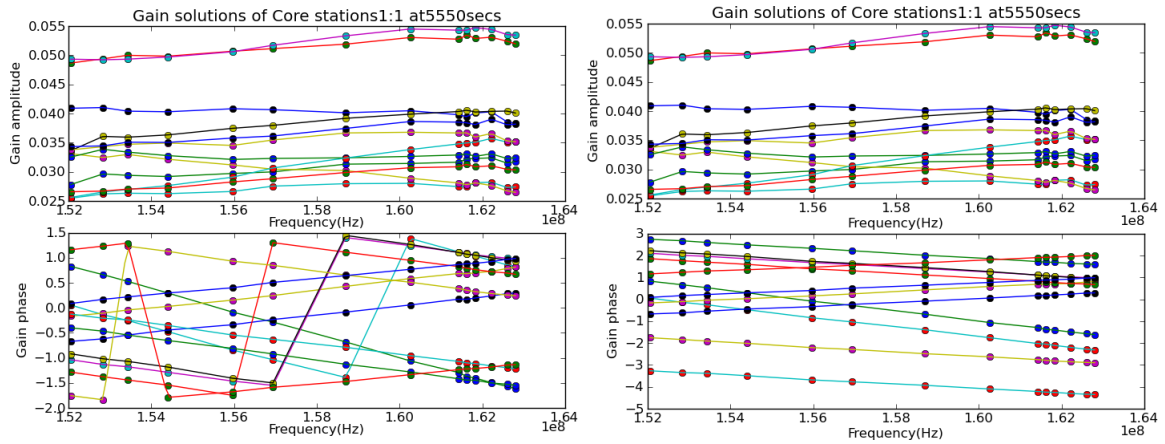 Gain solutions of Core stations1:1 at5550secs
0.055
0.050
0.045
0.040
0.035
0.030
0.025
Gain amplitude
1.52 1.54 1.56 1.58 1.60 1.62 1.64
Frequency(Hz)
1e8
1.5
1.0
0.5
0.0
−0.5
−1.0
−1.5
−2.0
Gain phase
1.52 1.54 1.56 1.58 1.60 1.62 1.64
Frequency(Hz)
1e8
Gain solutions of Core stations1:1 at5550secs
0.055
0.050
0.045
0.040
0.035
0.030
0.025
Gain amplitude
1.52 1.54 1.56 1.58 1.60 1.62 1.64
Frequency(Hz)
1e8
3
2
1
0
−1
−2
−3
−4
−5
Gain phase
1.52 1.54 1.56 1.58 1.60 1.62 1.64
Frequency(Hz)
1e8